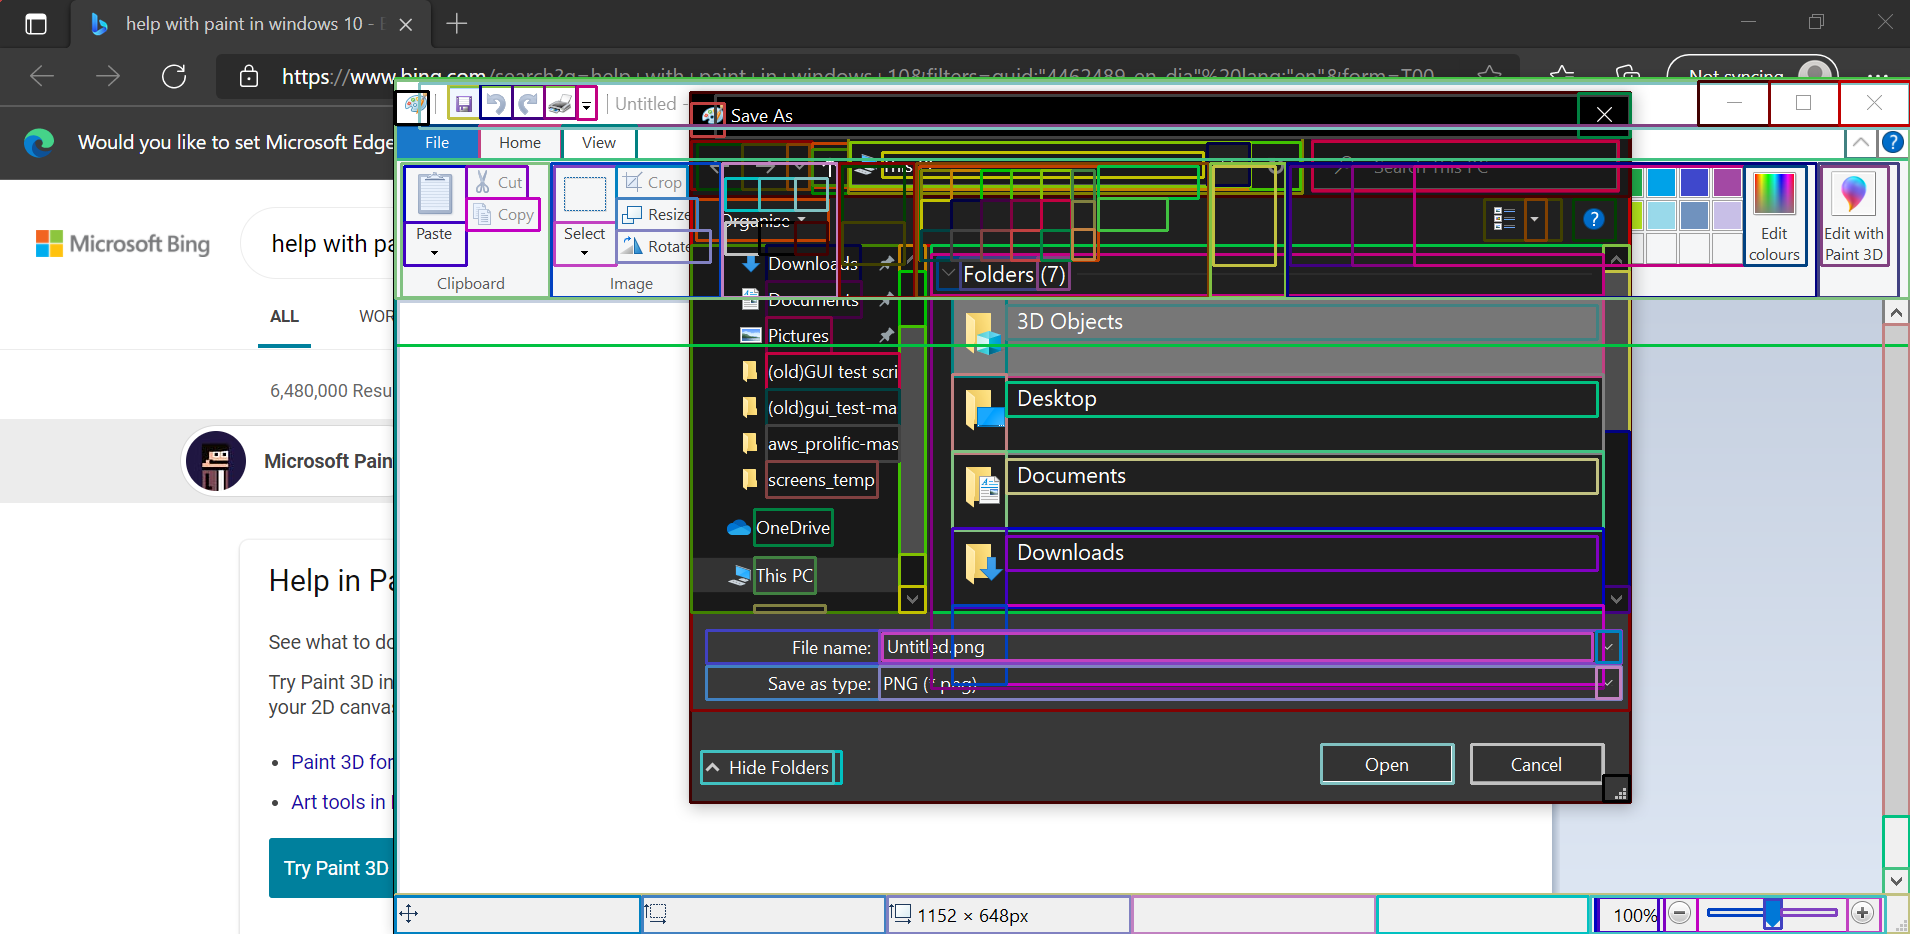 help with paint in windows 10 -
https://www.bing.com/search?q=help+with+paint+in+windows+10&filters=guid:"4462489-en-dia"%20lang:"en"&form=T00
Not syncing
Would you like to set Microsoft Edge
Microsoft Bing
help with pa
ALL
WOR
6,480,000 Resu
Microsoft Pain
Help in Pa
See what to do
Try Paint 3D in
your 2D canvas
Paint 3D for
Art tools in
Try Paint 3D
Untitled -
File
Home
View
Paste
Cut
Copy
Clipboard
Select
Crop
Resize
Rotate
Image
Edit
colours
Edit with
Paint 3D
Save As
This
Search This PC
Organise
Downloads
Documents
Pictures
(old)GUI test scri
(old)gui_test-ma
aws_prolific-mas
screens_temp
OneDrive
This PC
Folders (7)
3D Objects
Desktop
Documents
Downloads
File name:
Untitled.png
Save as type:
PNG (*.png)
Hide Folders
Open
Cancel
1152 × 648px
100%